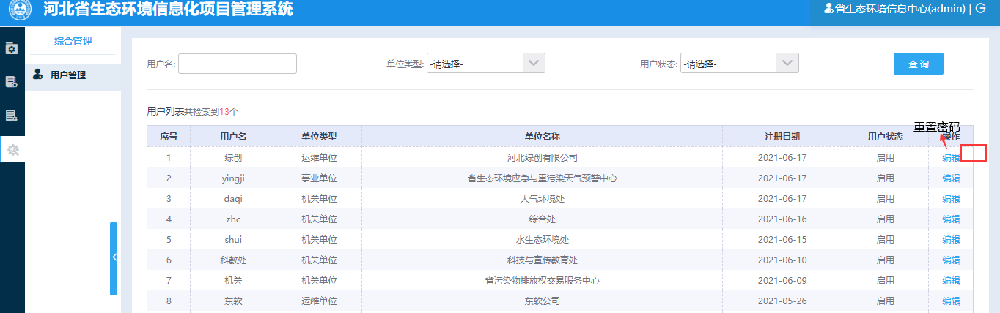 河北省生态环境信息化项目管理系统
省生态环境信息中心(admin) |
综合管理
用户管理
用户名: 单位类型: -请选择- 用户状态: -请选择- 查 询
用户列表共检索到13个
重置密码
序号 用户名 单位类型 单位名称 注册日期 用户状态 操作
1 绿创 运维单位 河北绿创有限公司 2021-06-17 启用 编辑
2 yingji 事业单位 省生态环境应急与重污染天气预警中心 2021-06-17 启用 编辑
3 daqi 机关单位 大气环境处 2021-06-17 启用 编辑
4 zhc 机关单位 综合处 2021-06-16 启用 编辑
5 shui 机关单位 水生态环境处 2021-06-15 启用 编辑
6 科教处 机关单位 科技与宣传教育处 2021-06-10 启用 编辑
7 机关 机关单位 省污染物排放权交易服务中心 2021-06-09 启用 编辑
8 东软 运维单位 东软公司 2021-05-26 启用 编辑